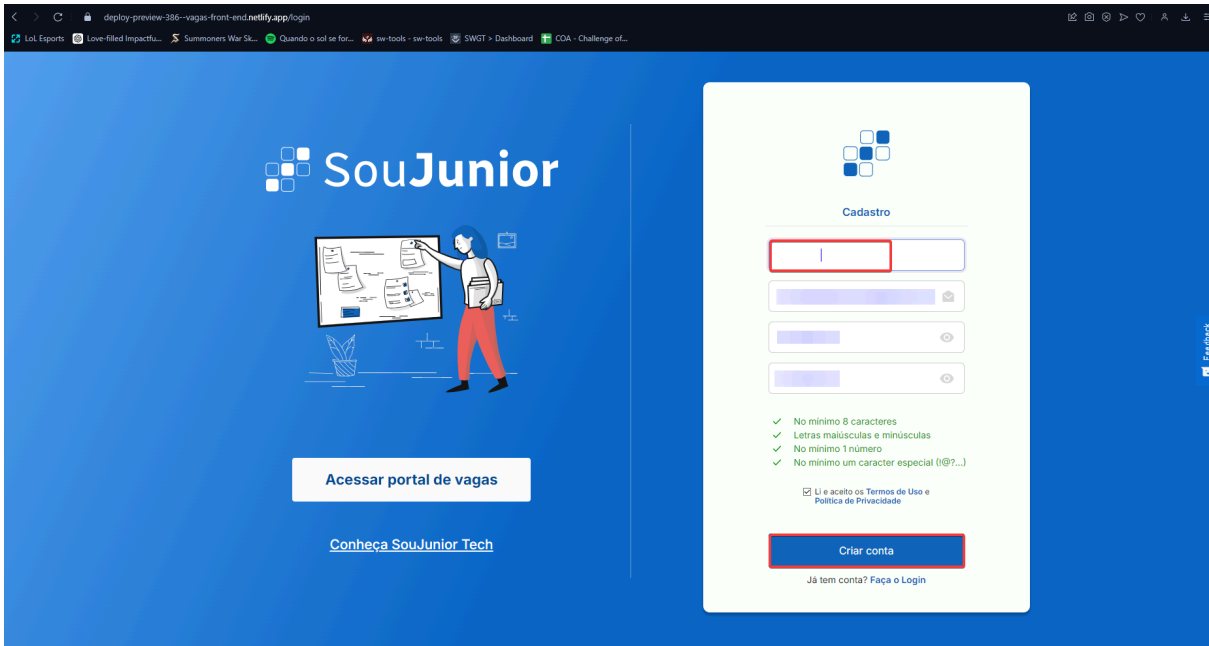 deploy-preview-386--vagas-front-end.netlify.app/login
LoL Esports Love-filled Impactfu... Summoners War Sk... Quando o sol se for... sw-tools - sw-tools SWGT > Dashboard COA - Challenge of...
SouJunior
Acessar portal de vagas
Conheça SouJunior Tech
Cadastro
No mínimo 8 caracteres
Letras maiúsculas e minúsculas
No mínimo 1 número
No mínimo um caracter especial (!@?...)
Li e aceito os Termos de Uso e
Política de Privacidade
Criar conta
Já tem conta? Faça o Login
Feedback